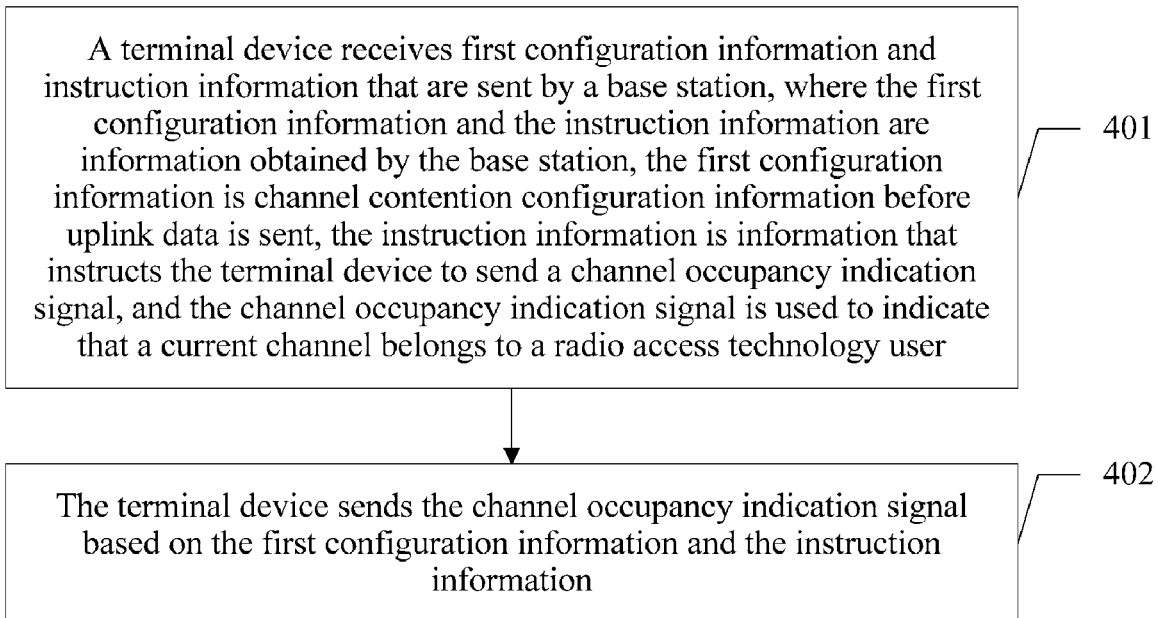 A terminal device receives first configuration information and
instruction information that are sent by a base station, where the first
configuration information and the instruction information are
information obtained by the base station, the first configuration
information is channel contention configuration information before
uplink data is sent, the instruction information is information that
instructs the terminal device to send a channel occupancy indication
signal, and the channel occupancy indication signal is used to indicate
that a current channel belongs to a radio access technology user
401
The terminal device sends the channel occupancy indication signal
based on the first configuration information and the instruction
information
402